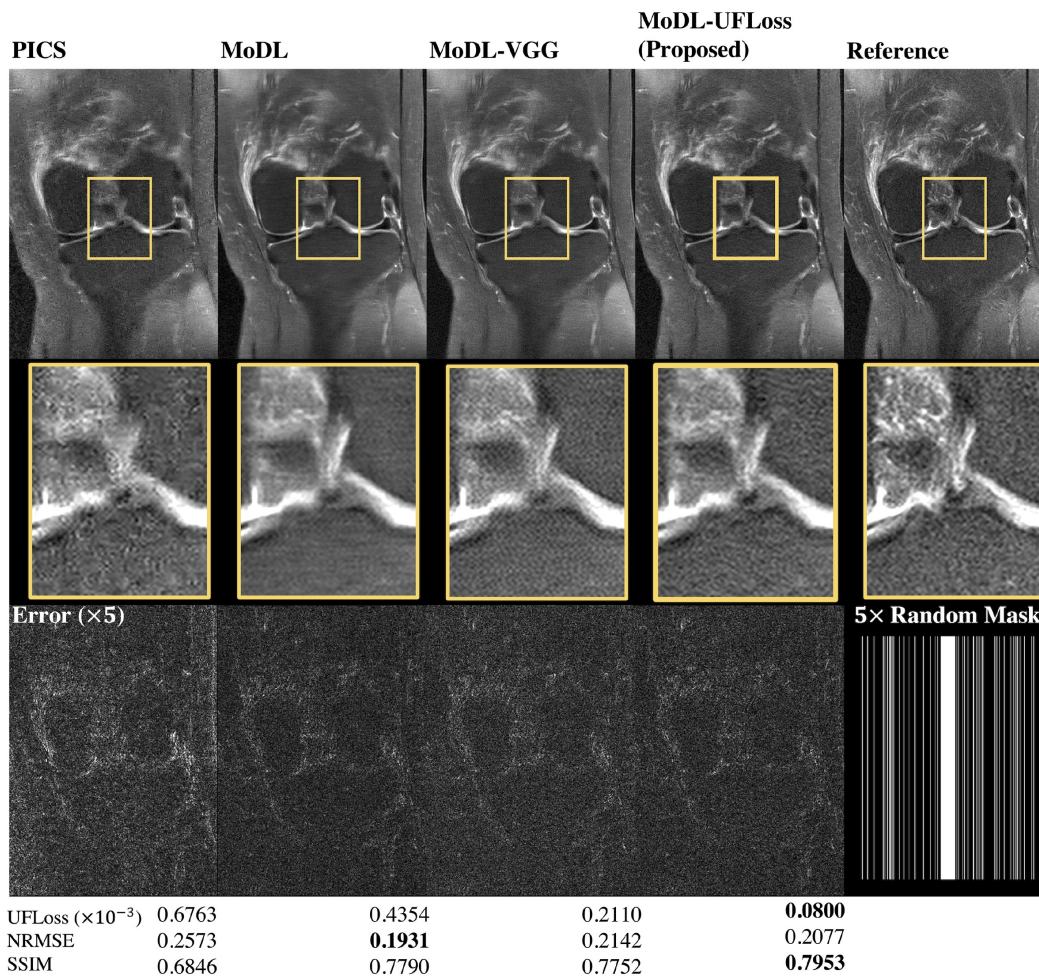 PICS MoDL MoDL-VGG MoDL-UFLoss (Proposed) Reference
Error (×5) 5× Random Mask
UFLoss (×10⁻³) 0.6763 0.4354 0.2110 0.0800
NRMSE 0.2573 0.1931 0.2142 0.2077
SSIM 0.6846 0.7790 0.7752 0.7953